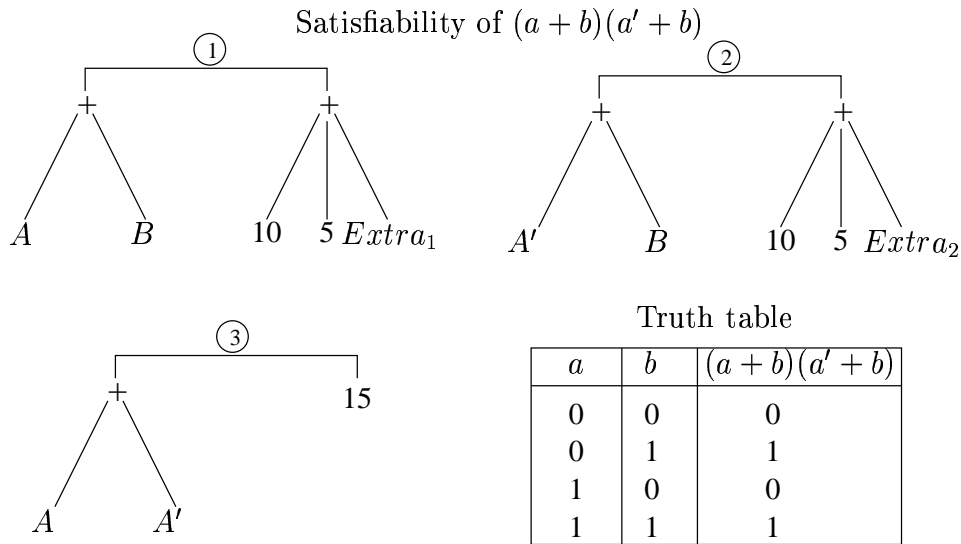 Satisfiability of (a + b)(a′ + b)
1
+ +
A B 10 5 Extra₁
2
+ +
A′ B 10 5 Extra₂
3
+ 15
A A′
Truth table
a b (a + b)(a′ + b)
0 0 0
0 1 1
1 0 0
1 1 1